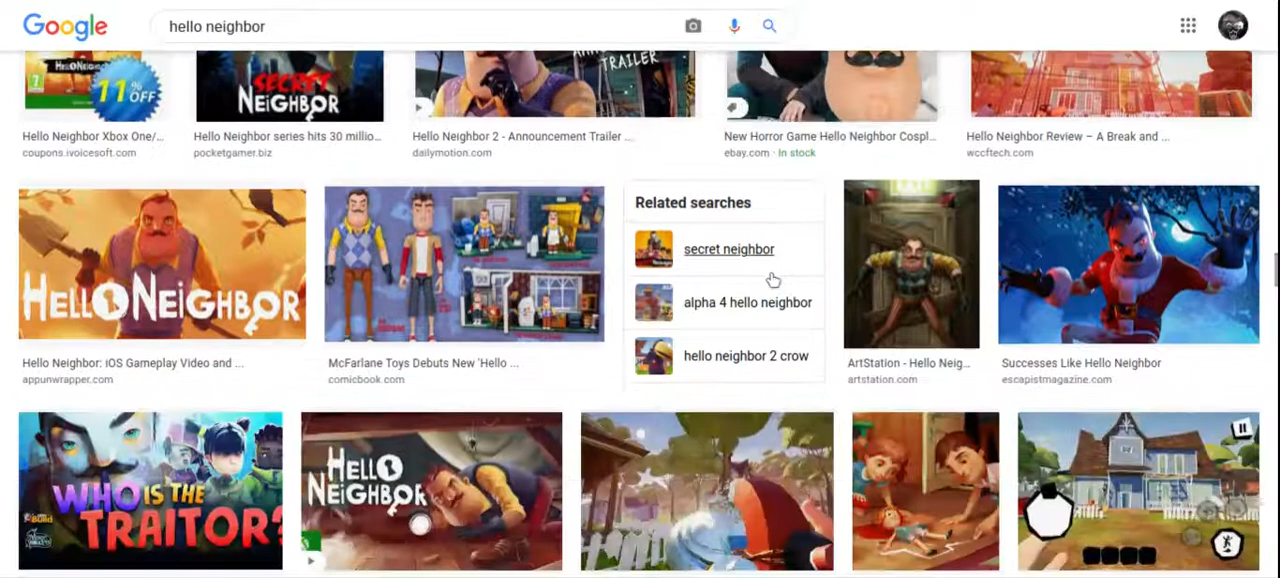 Google
hello neighbor
11% OFF
SECRET NEIGHBOR
TRAILER
Hello Neighbor Xbox One/...
coupons.ivoicesoft.com
Hello Neighbor series hits 30 millio...
pocketgamer.biz
Hello Neighbor 2 - Announcement Trailer ...
dailymotion.com
New Horror Game Hello Neighbor Cospl...
ebay.com · In stock
Hello Neighbor Review – A Break and ...
wccftech.com
HELLO NEIGHBOR
Related searches
secret neighbor
alpha 4 hello neighbor
hello neighbor 2 crow
Hello Neighbor: iOS Gameplay Video and ...
appunwrapper.com
McFarlane Toys Debuts New 'Hello ...
comicbook.com
ArtStation - Hello Neig...
artstation.com
Successes Like Hello Neighbor
escapistmagazine.com
WHO IS THE
TRAITOR?
HELLO
NEIGHBOR